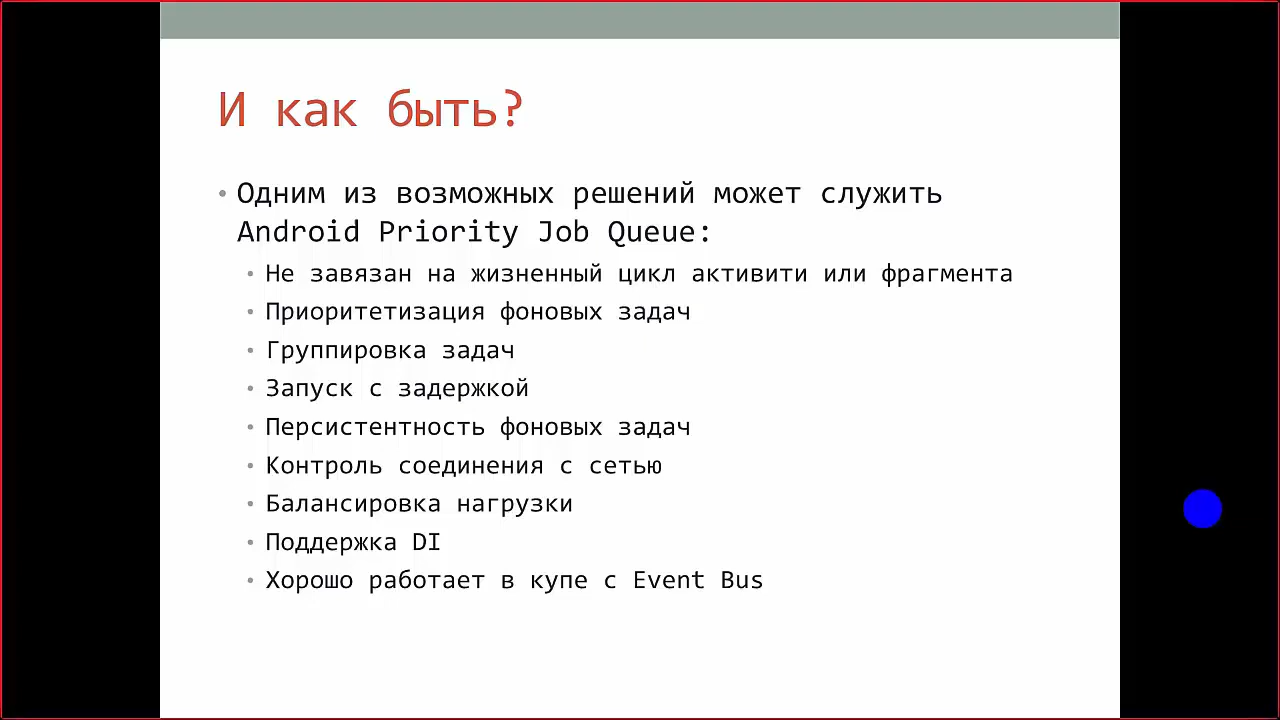 И как быть?
• Одним из возможных решений может служить
Android Priority Job Queue:
• Не завязан на жизненный цикл активити или фрагмента
• Приоритетизация фоновых задач
• Группировка задач
• Запуск с задержкой
• Персистентность фоновых задач
• Контроль соединения с сетью
• Балансировка нагрузки
• Поддержка DI
• Хорошо работает в купе с Event Bus